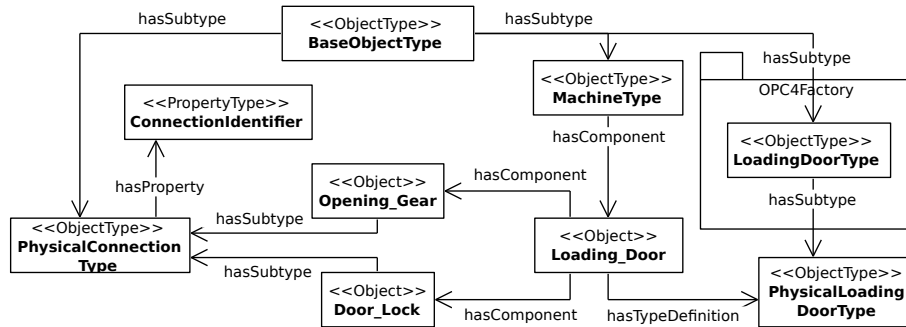 hasSubtype
<<ObjectType>>
BaseObjectType
hasSubtype
hasSubtype
<<ObjectType>>
MachineType
OPC4Factory
<<PropertyType>>
ConnectionIdentifier
hasComponent
<<ObjectType>>
LoadingDoorType
hasProperty
<<Object>>
Opening_Gear
hasComponent
hasSubtype
hasSubtype
<<ObjectType>>
PhysicalConnection
Type
<<Object>>
Loading_Door
hasSubtype
<<Object>>
Door_Lock
hasComponent
hasTypeDefinition
<<ObjectType>>
PhysicalLoading
DoorType